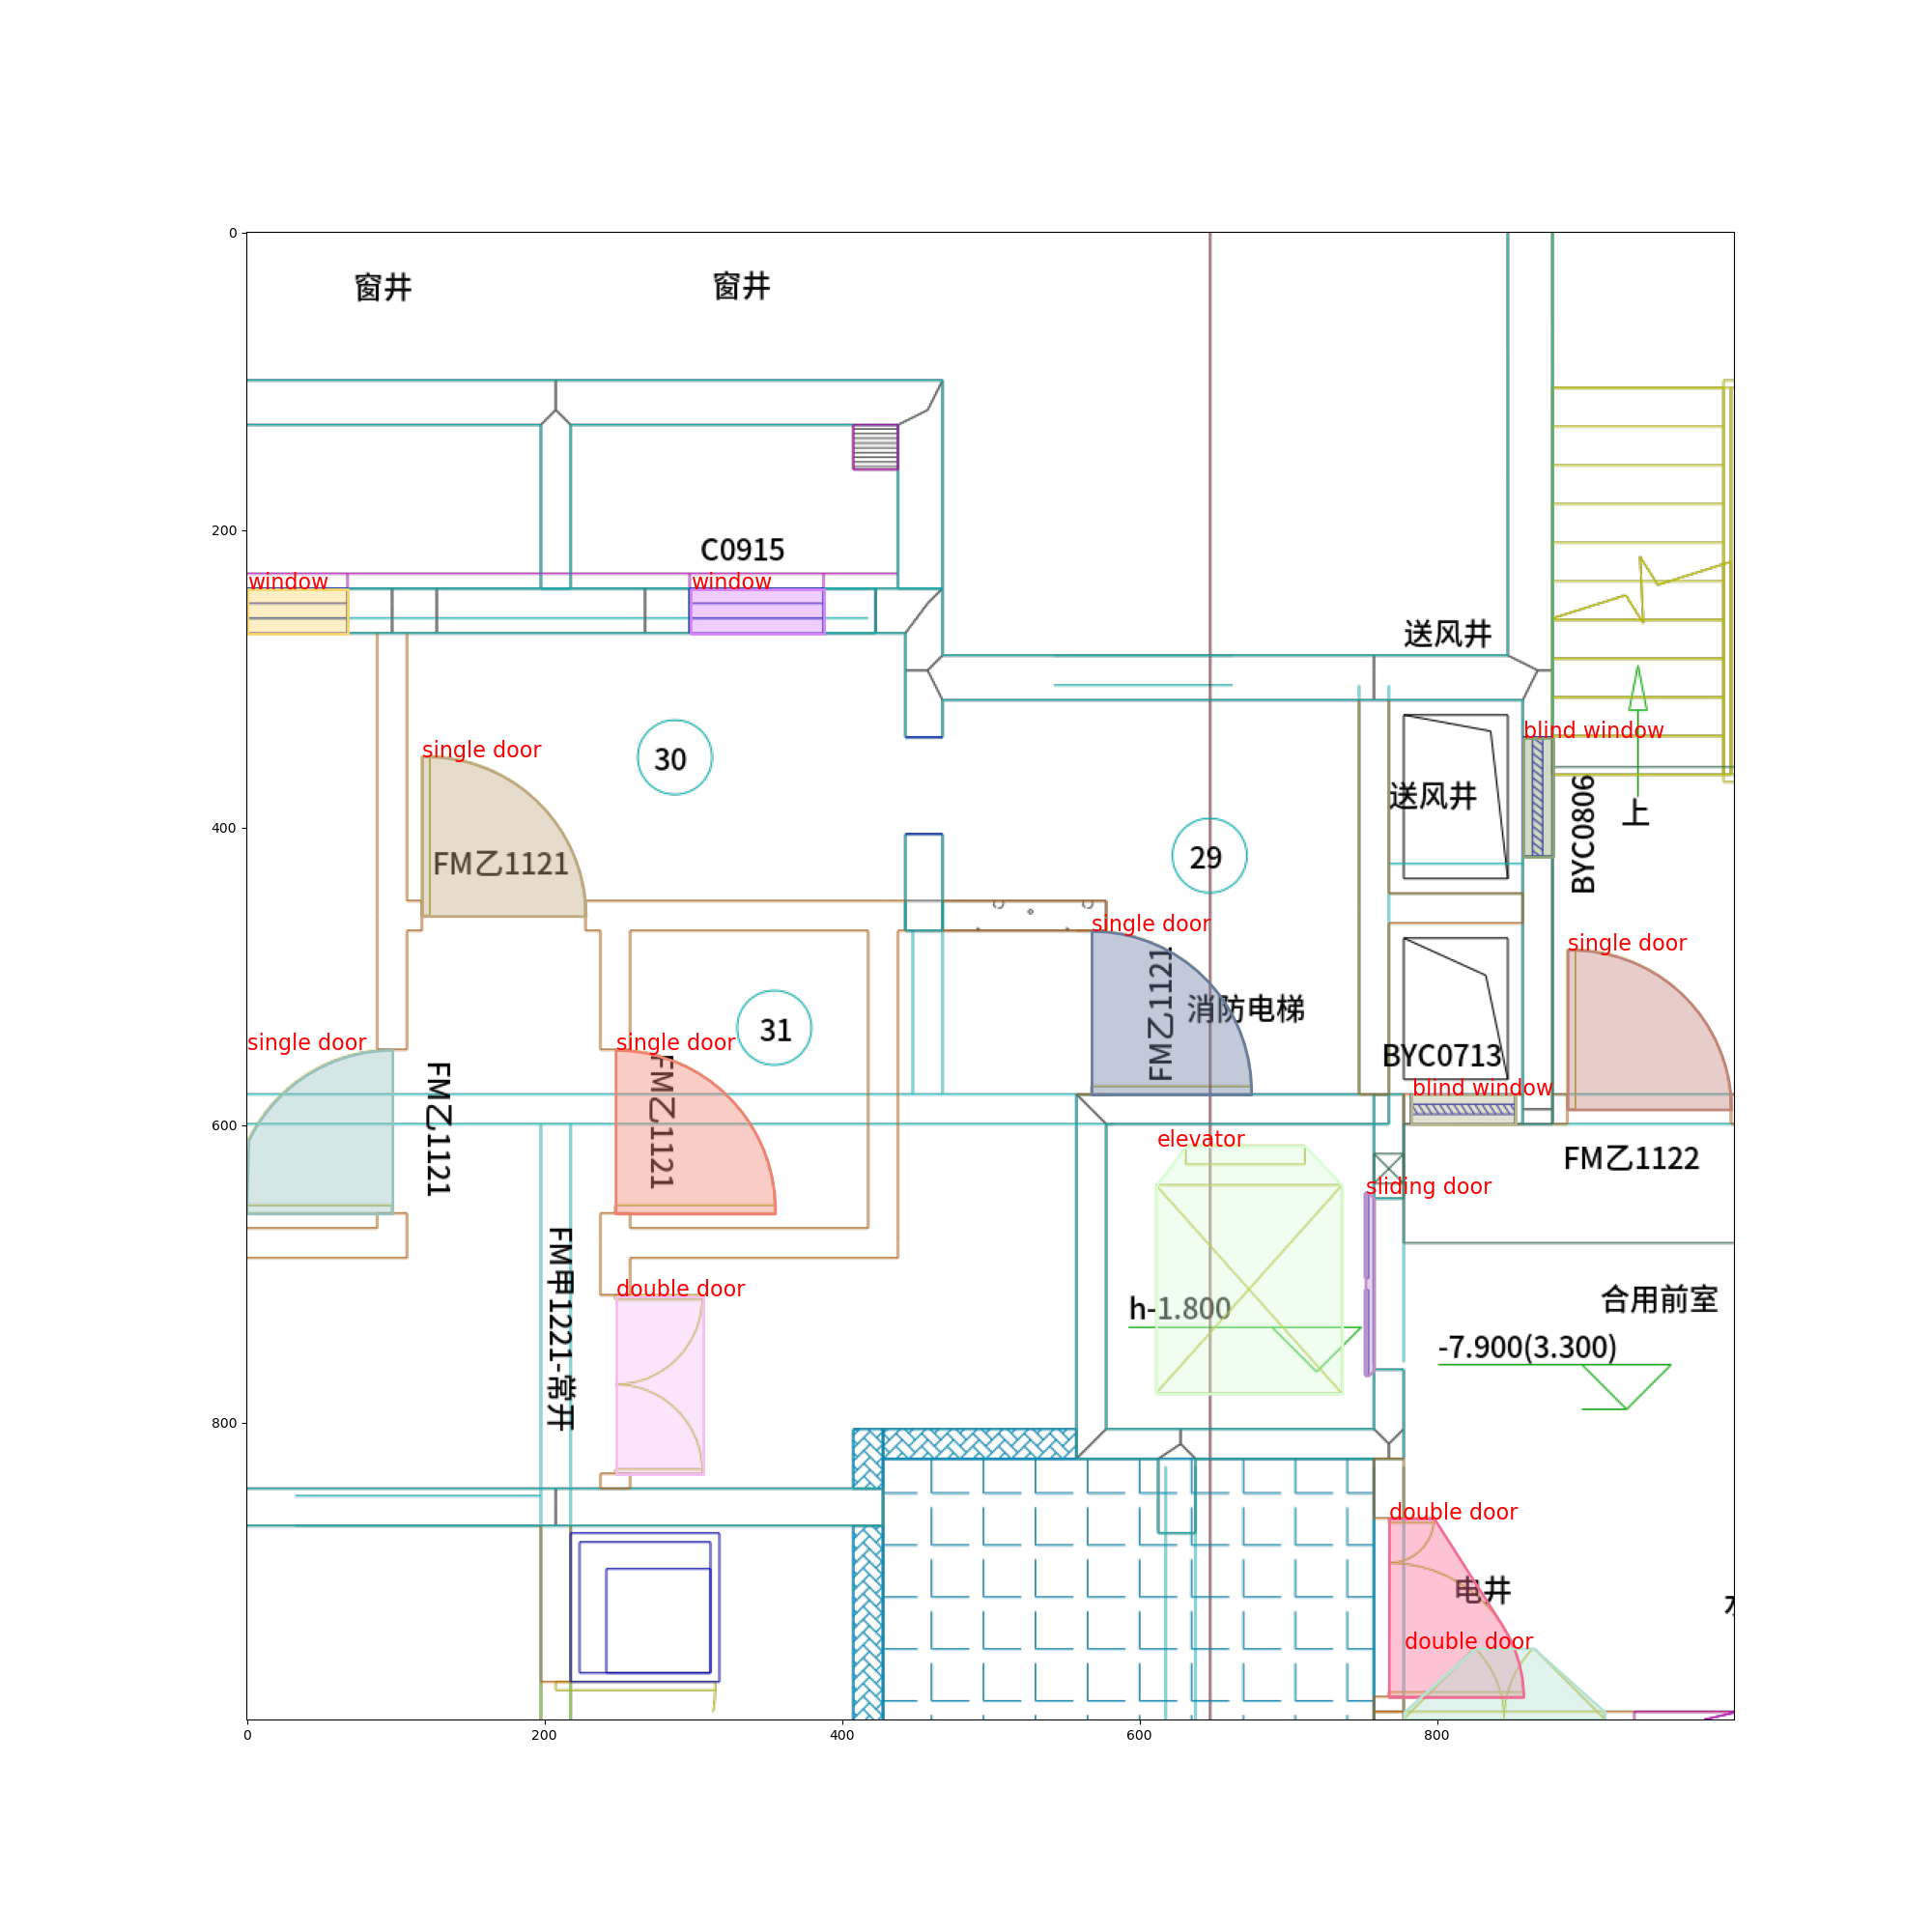 0
窗井
窗井
200
C0915
window
window
送风井
single door
30
blind window
送风井
BYC0806
上
400
FM乙1121
29
single door
single door
FM乙1121
消防电梯
31
single door
single door
BYC0713
FM乙1121
FM乙1121
blind window
600
elevator
FM乙1122
sliding door
FM甲1221-常开
double door
h-1.800
合用前室
-7.900(3.300)
800
double door
电井
double door
0
200
400
600
800